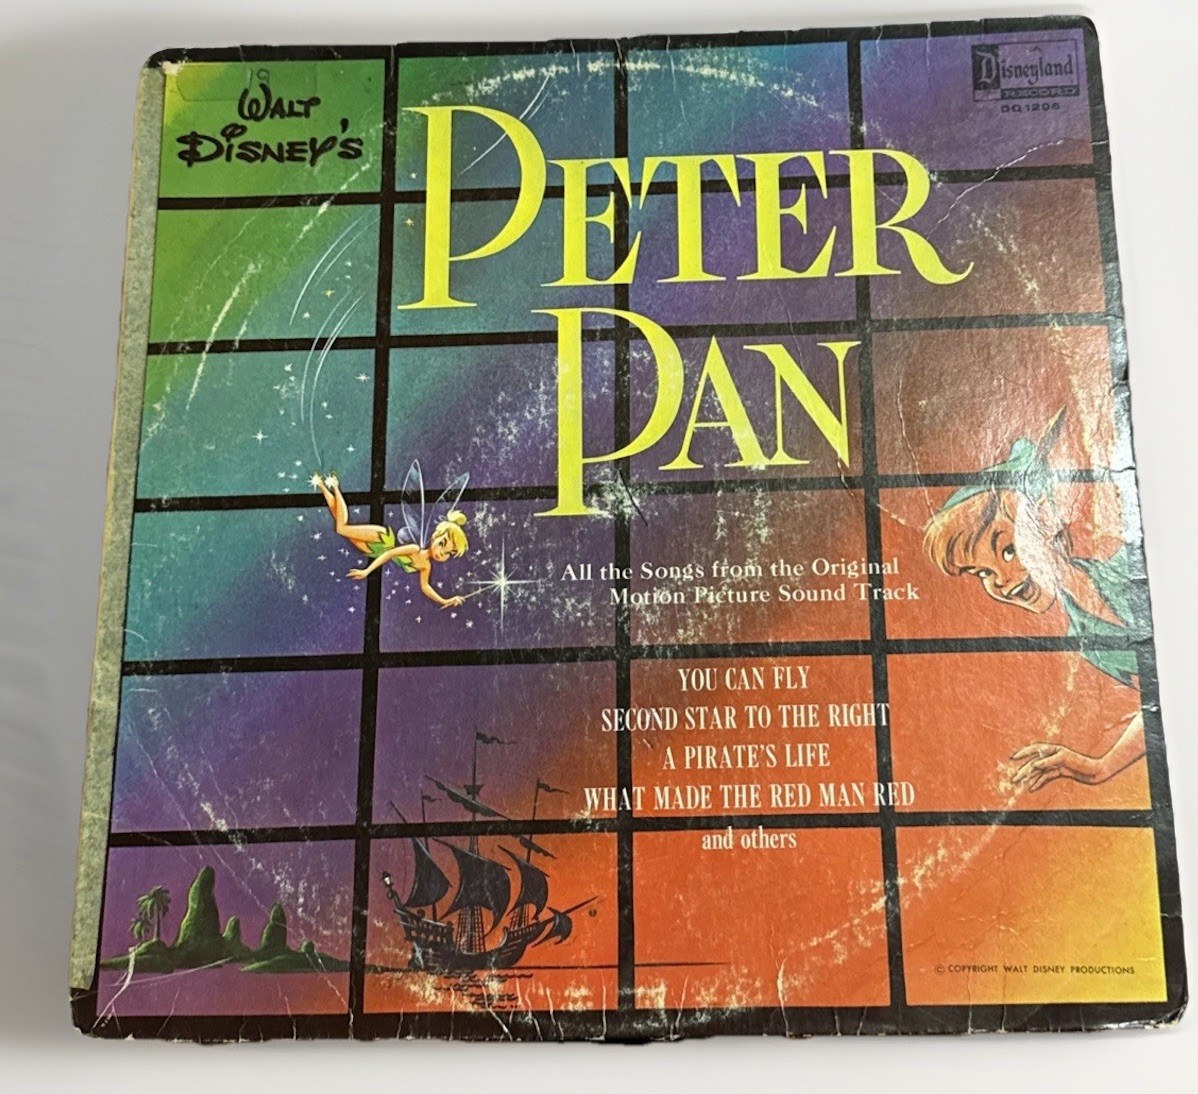 WALT
DISNEY'S
Disneyland
RECORD
DQ 1206
PETER
PAN
All the Songs from the Original
Motion Picture Sound Track
YOU CAN FLY
SECOND STAR TO THE RIGHT
A PIRATE'S LIFE
WHAT MADE THE RED MAN RED
and others
© COPYRIGHT WALT DISNEY PRODUCTIONS